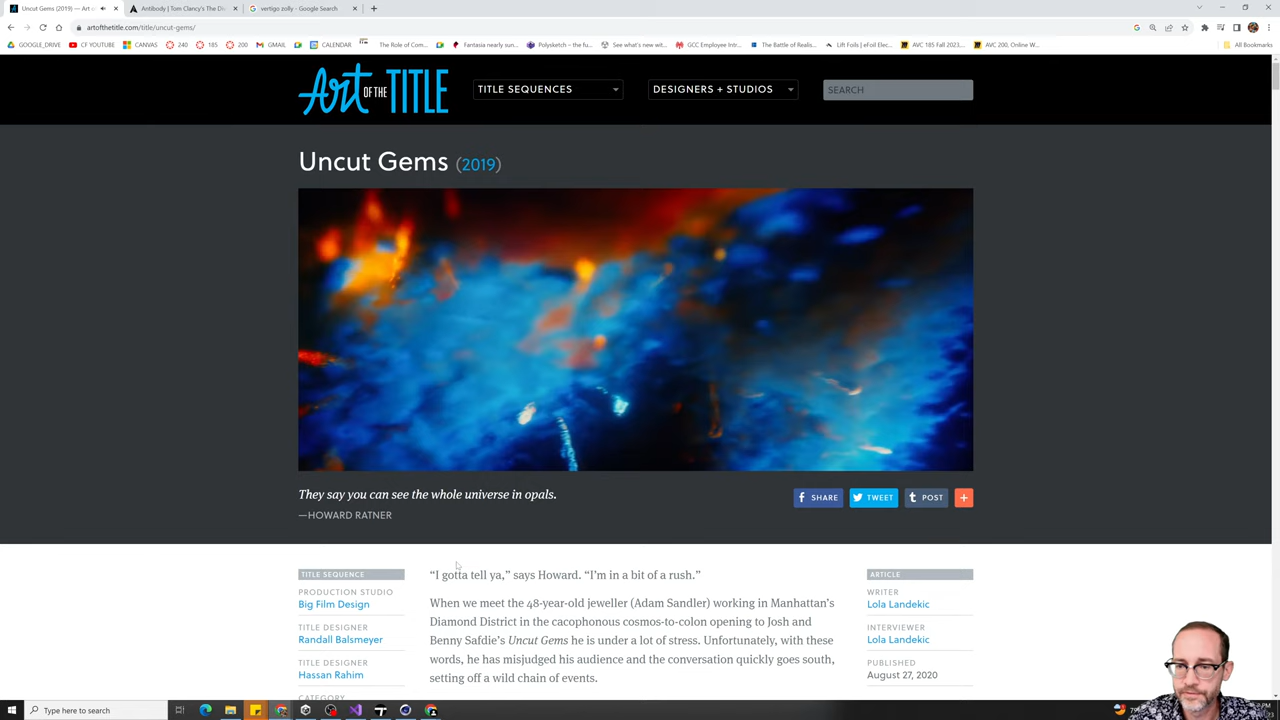 Uncut Gems (2019) — Art o
Antibody | Tom Clancy's The Di
vertigo zolly - Google Search
artofthetitle.com/title/uncut-gems/
GOOGLE_DRIVE
CF YOUTUBE
CANVAS
240
185
200
GMAIL
CALENDAR
The Role of Com...
Fantasia nearly sun...
Polysketch – the fu...
See what's new wit...
GCC Employee Intr...
The Battle of Realis...
Lift Foils | eFoil Elec...
AVC 185 Fall 2023...
AVC 200, Online W...
All Bookmarks
Art OF THE TITLE
TITLE SEQUENCES
DESIGNERS + STUDIOS
SEARCH
Uncut Gems (2019)
They say you can see the whole universe in opals.
—HOWARD RATNER
SHARE
TWEET
POST
TITLE SEQUENCE
PRODUCTION STUDIO
Big Film Design
TITLE DESIGNER
Randall Balsmeyer
TITLE DESIGNER
Hassan Rahim
CATEGORY
“I gotta tell ya,” says Howard. “I’m in a bit of a rush.”
When we meet the 48-year-old jeweller (Adam Sandler) working in Manhattan’s
Diamond District in the cacophonous cosmos-to-colon opening to Josh and
Benny Safdie’s Uncut Gems he is under a lot of stress. Unfortunately, with these
words, he has misjudged his audience and the conversation quickly goes south,
setting off a wild chain of events.
ARTICLE
WRITER
Lola Landekic
INTERVIEWER
Lola Landekic
PUBLISHED
August 27, 2020
Type here to search